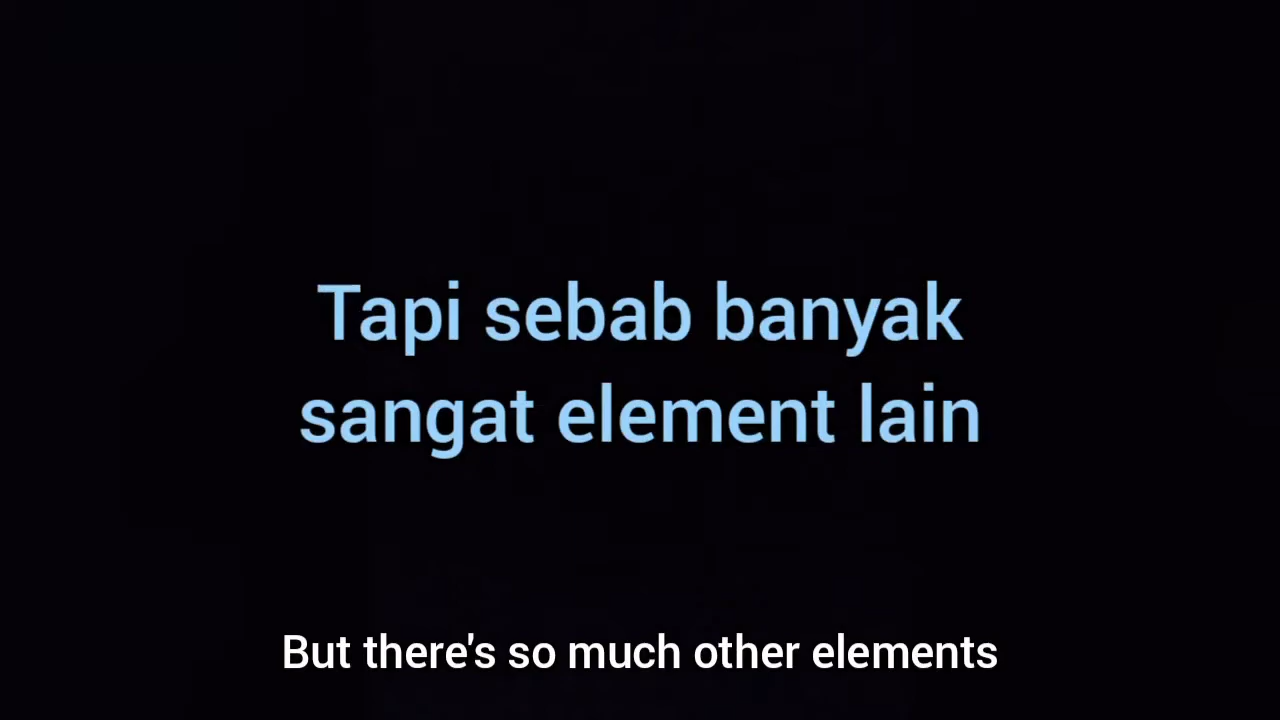 Tapi sebab banyak
sangat element lain
But there's so much other elements